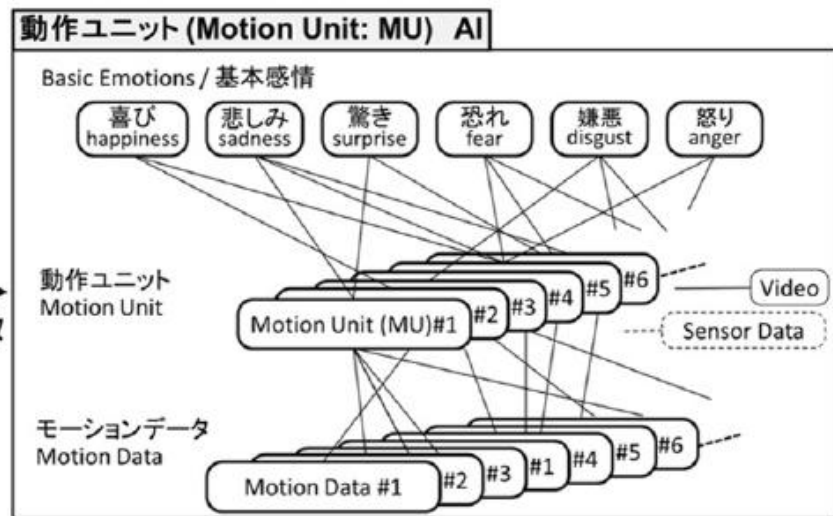 動作ユニット (Motion Unit: MU) AI
Basic Emotions / 基本感情
喜び
happiness
悲しみ
sadness
驚き
surprise
恐れ
fear
嫌悪
disgust
怒り
anger
動作ユニット
Motion Unit
Motion Unit (MU)#1
#2
#3
#4
#5
#6
Video
Sensor Data
モーションデータ
Motion Data
Motion Data #1
#2
#3
#1
#4
#5
#6